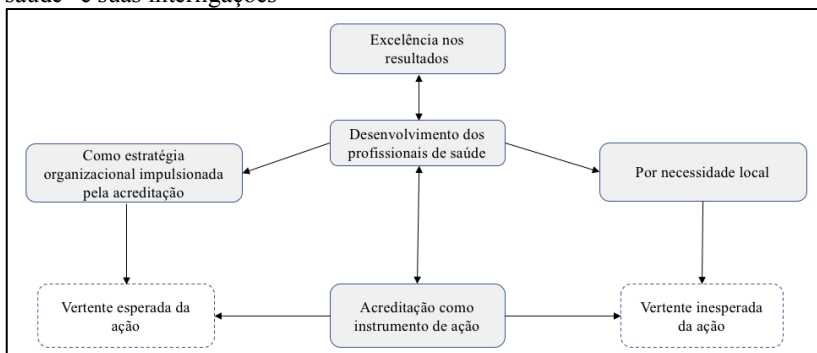 saúde" e suas interligações
Excelência nos
resultados
Desenvolvimento dos
profissionais de saúde
Como estratégia
organizacional impulsionada
pela acreditação
Por necessidade local
Vertente esperada da
ação
Acreditação como
instrumento de ação
Vertente inesperada
da ação